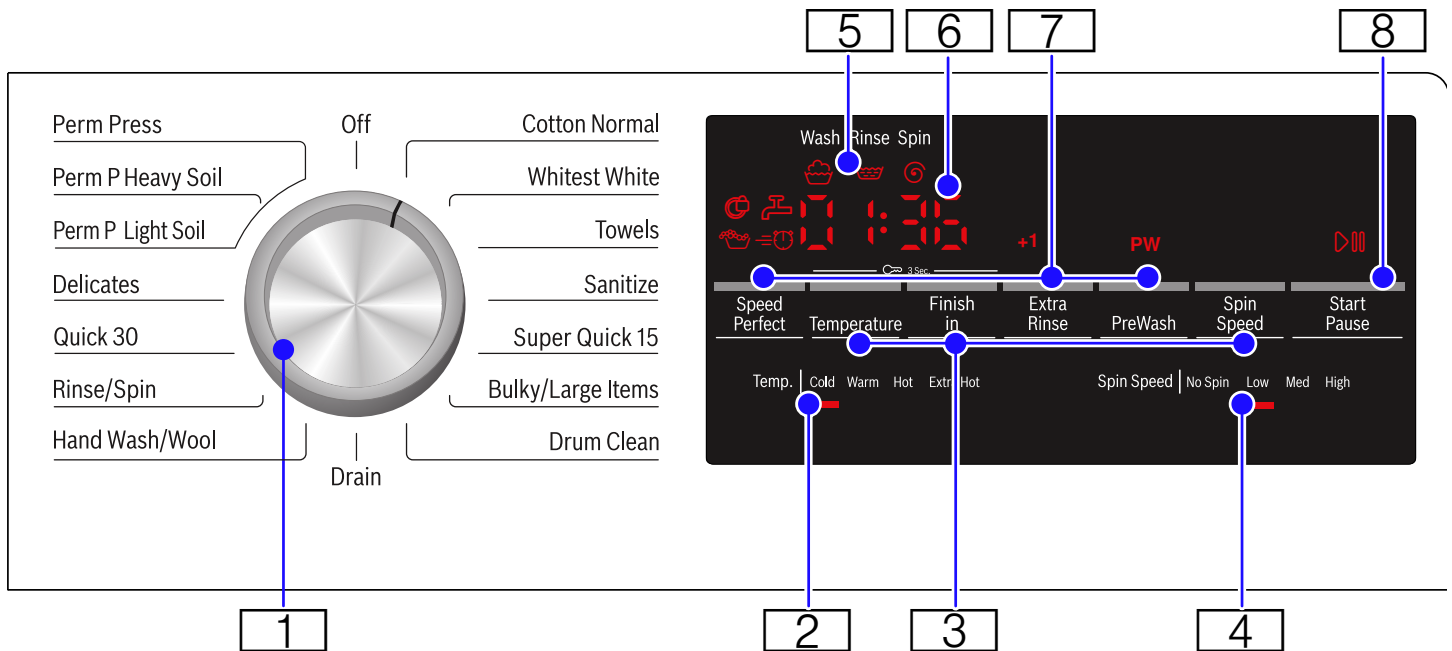 5 6 7 8
Perm Press
Perm P Heavy Soil
Perm P Light Soil
Delicates
Quick 30
Rinse/Spin
Hand Wash/Wool
Off
Drain
Cotton Normal
Whitest White
Towels
Sanitize
Super Quick 15
Bulky/Large Items
Drum Clean
Wash Rinse Spin
01:36
+1 PW
3 Sec.
Speed Perfect
Temperature
Finish in
Extra Rinse
PreWash
Spin Speed
Start Pause
Temp. Cold Warm Hot Extra Hot
Spin Speed No Spin Low Med High
1 2 3 4